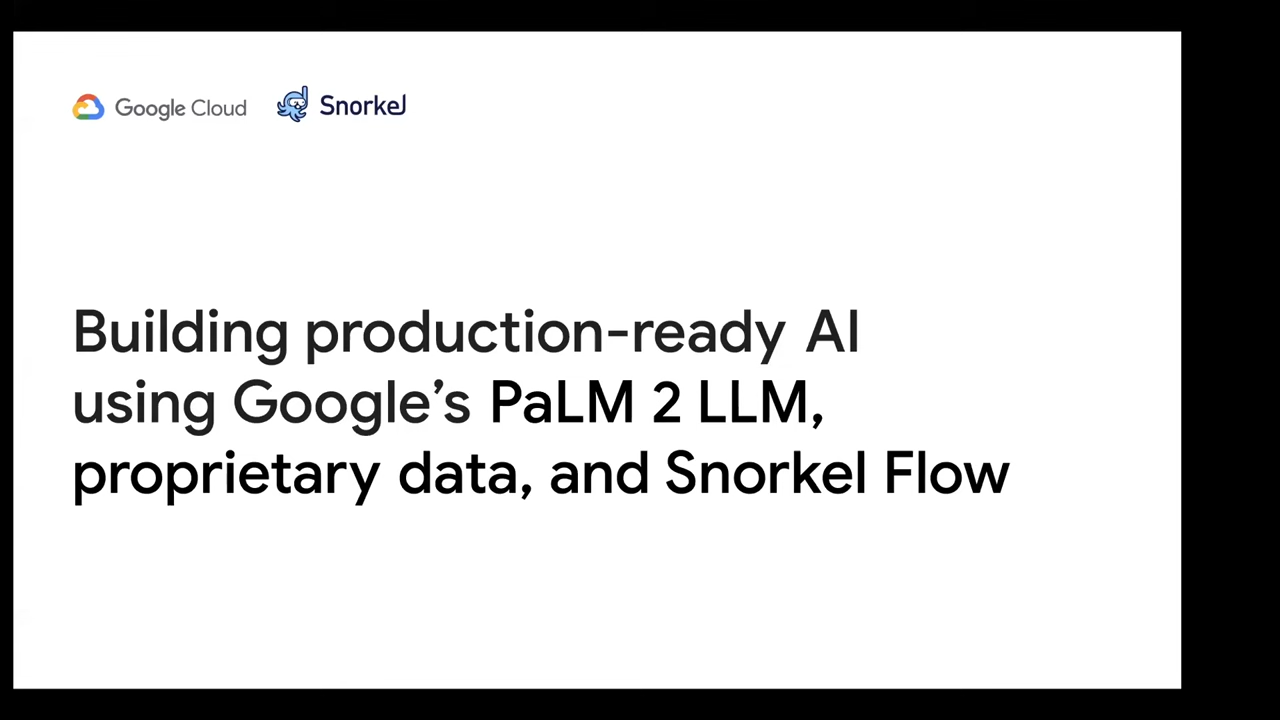 Google Cloud Snorkel
Building production-ready AI
using Google’s PaLM 2 LLM,
proprietary data, and Snorkel Flow